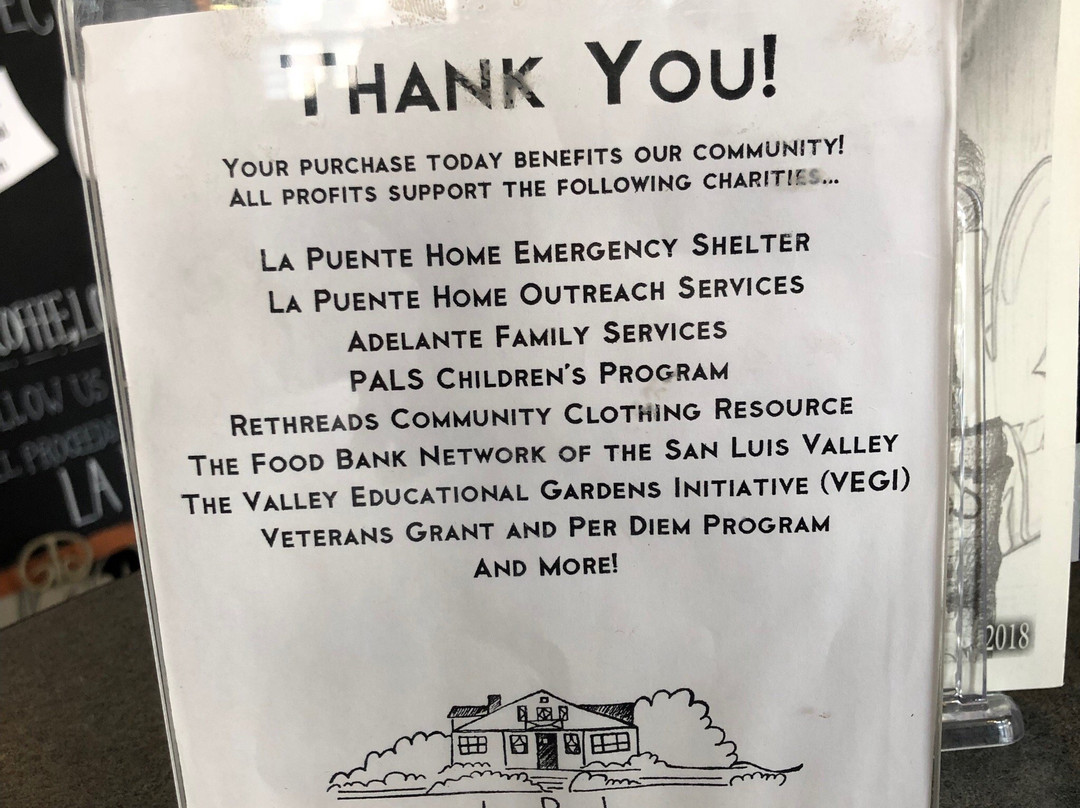 THANK YOU!
YOUR PURCHASE TODAY BENEFITS OUR COMMUNITY!
ALL PROFITS SUPPORT THE FOLLOWING CHARITIES...
LA PUENTE HOME EMERGENCY SHELTER
LA PUENTE HOME OUTREACH SERVICES
ADELANTE FAMILY SERVICES
PALS CHILDREN'S PROGRAM
RETHREADS COMMUNITY CLOTHING RESOURCE
THE FOOD BANK NETWORK OF THE SAN LUIS VALLEY
THE VALLEY EDUCATIONAL GARDENS INITIATIVE (VEGI)
VETERANS GRANT AND PER DIEM PROGRAM
AND MORE!
2018
US
LA